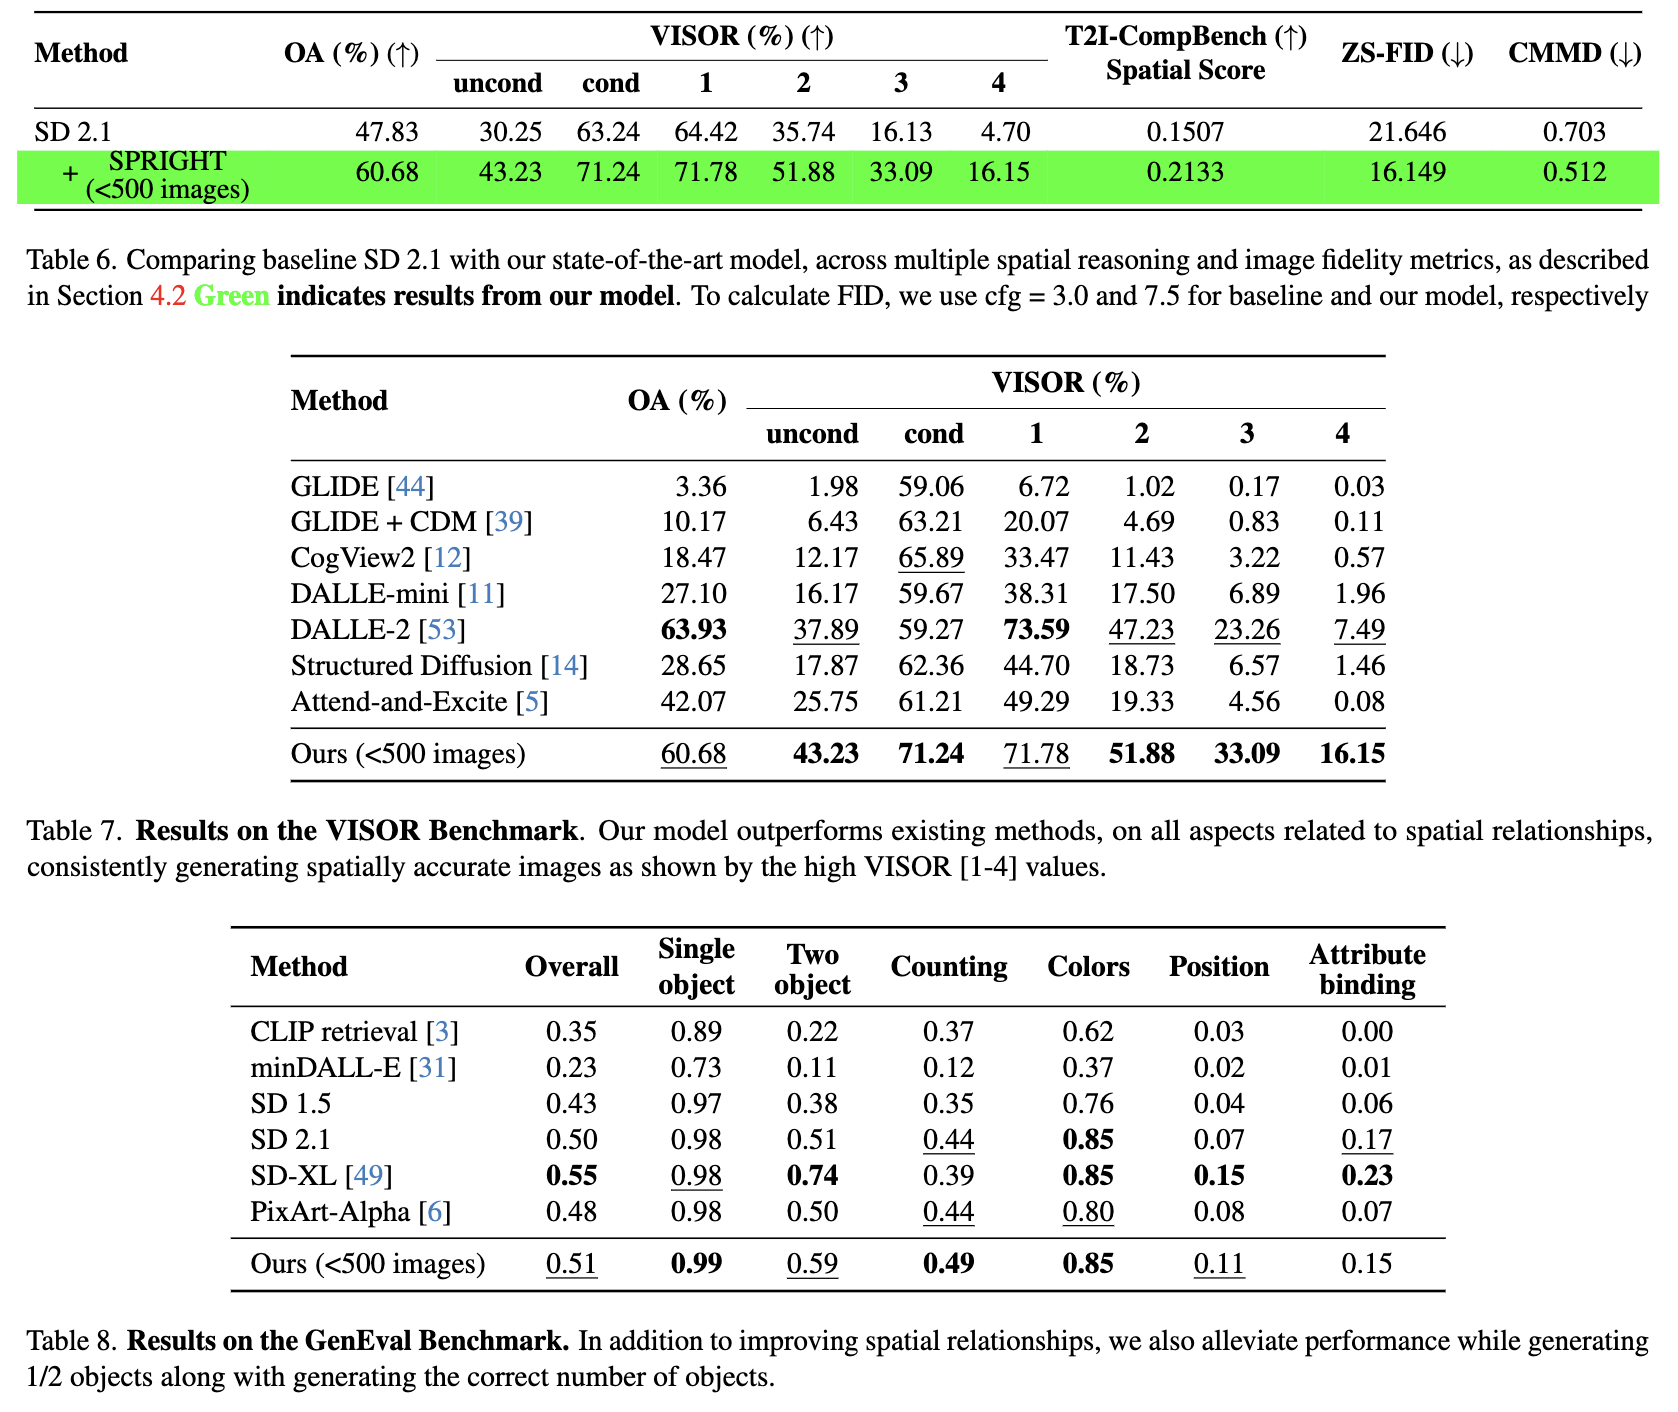 Method OA (%) (↑) VISOR (%) (↑) T2I-CompBench (↑) ZS-FID (↓) CMMD (↓)
uncond cond 1 2 3 4 Spatial Score
SD 2.1 47.83 30.25 63.24 64.42 35.74 16.13 4.70 0.1507 21.646 0.703
+ SPRIGHT (<500 images) 60.68 43.23 71.24 71.78 51.88 33.09 16.15 0.2133 16.149 0.512
Table 6. Comparing baseline SD 2.1 with our state-of-the-art model, across multiple spatial reasoning and image fidelity metrics, as described
in Section 4.2 Green indicates results from our model. To calculate FID, we use cfg = 3.0 and 7.5 for baseline and our model, respectively
Method OA (%) VISOR (%)
uncond cond 1 2 3 4
GLIDE [44] 3.36 1.98 59.06 6.72 1.02 0.17 0.03
GLIDE + CDM [39] 10.17 6.43 63.21 20.07 4.69 0.83 0.11
CogView2 [12] 18.47 12.17 65.89 33.47 11.43 3.22 0.57
DALLE-mini [11] 27.10 16.17 59.67 38.31 17.50 6.89 1.96
DALLE-2 [53] 63.93 37.89 59.27 73.59 47.23 23.26 7.49
Structured Diffusion [14] 28.65 17.87 62.36 44.70 18.73 6.57 1.46
Attend-and-Excite [5] 42.07 25.75 61.21 49.29 19.33 4.56 0.08
Ours (<500 images) 60.68 43.23 71.24 71.78 51.88 33.09 16.15
Table 7. Results on the VISOR Benchmark. Our model outperforms existing methods, on all aspects related to spatial relationships,
consistently generating spatially accurate images as shown by the high VISOR [1-4] values.
Method Overall Single object Two object Counting Colors Position Attribute binding
CLIP retrieval [3] 0.35 0.89 0.22 0.37 0.62 0.03 0.00
minDALL-E [31] 0.23 0.73 0.11 0.12 0.37 0.02 0.01
SD 1.5 0.43 0.97 0.38 0.35 0.76 0.04 0.06
SD 2.1 0.50 0.98 0.51 0.44 0.85 0.07 0.17
SD-XL [49] 0.55 0.98 0.74 0.39 0.85 0.15 0.23
PixArt-Alpha [6] 0.48 0.98 0.50 0.44 0.80 0.08 0.07
Ours (<500 images) 0.51 0.99 0.59 0.49 0.85 0.11 0.15
Table 8. Results on the GenEval Benchmark. In addition to improving spatial relationships, we also alleviate performance while generating
1/2 objects along with generating the correct number of objects.